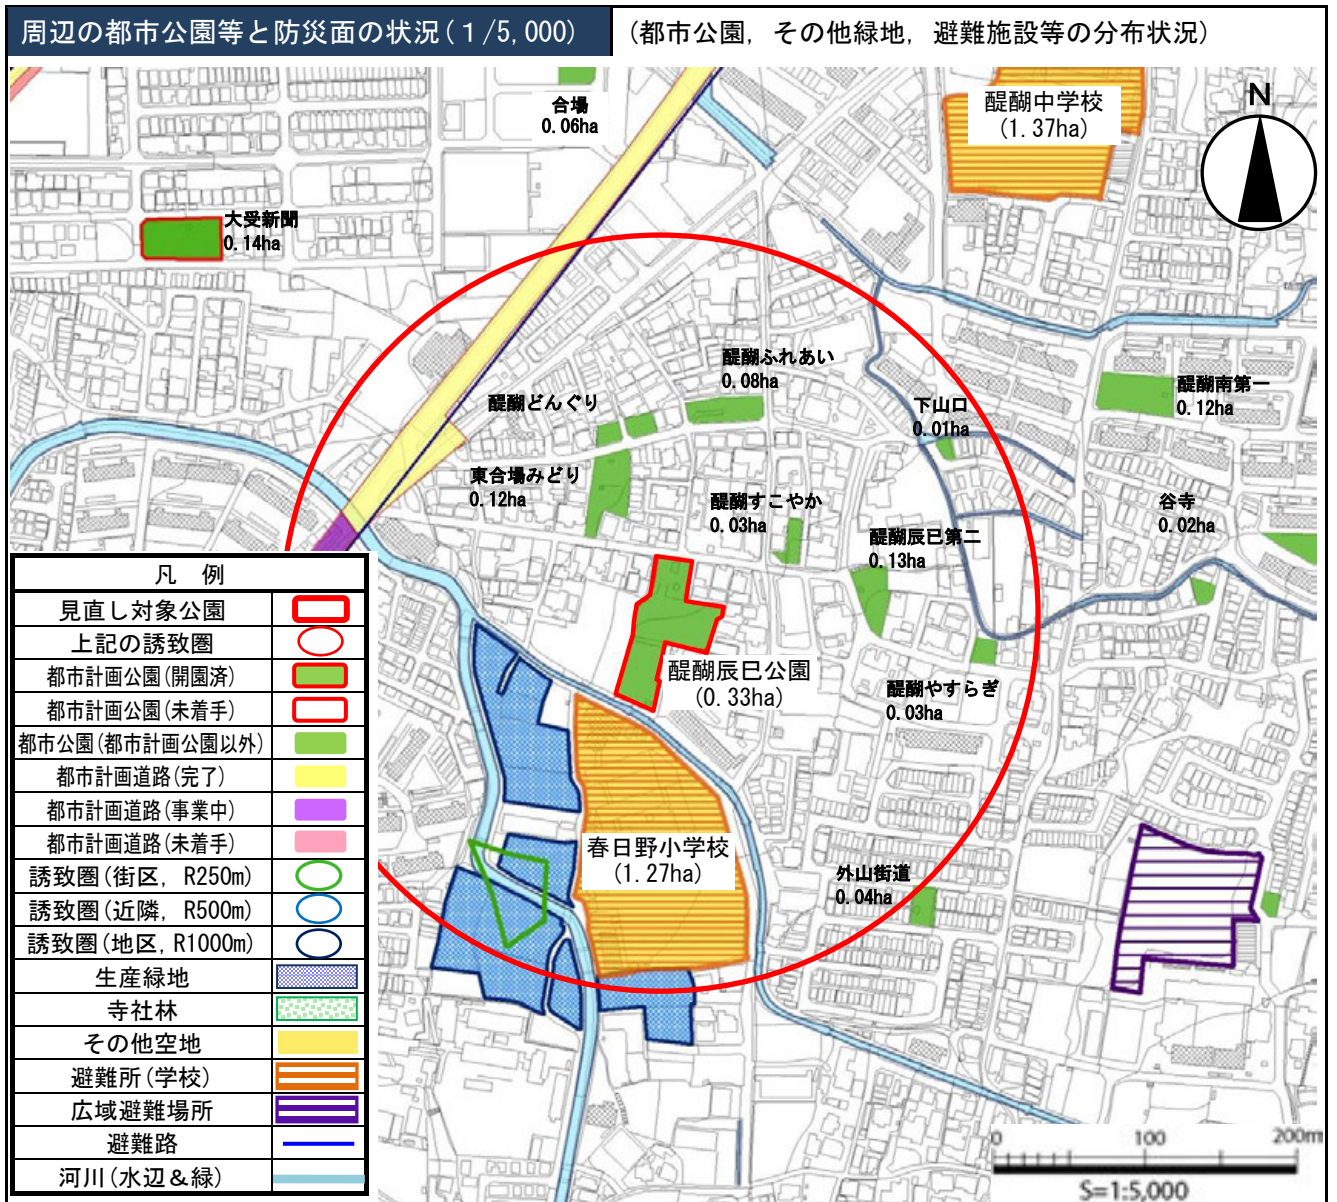 周辺の都市公園等と防災面の状況(１/5,000)
(都市公園，その他緑地，避難施設等の分布状況)
合場
0.06ha
醍醐中学校
(1.37ha)
N
大受新開
0.14ha
醍醐ふれあい
0.08ha
醍醐どんぐり
下山口
0.01ha
醍醐南第一
0.12ha
東合場みどり
0.12ha
醍醐すこやか
0.03ha
谷寺
0.02ha
醍醐辰巳第二
0.13ha
醍醐辰巳公園
(0.33ha)
醍醐やすらぎ
0.03ha
春日野小学校
(1.27ha)
外山街道
0.04ha
凡　例
見直し対象公園
上記の誘致圏
都市計画公園(開園済)
都市計画公園(未着手)
都市公園(都市計画公園以外)
都市計画道路(完了)
都市計画道路(事業中)
都市計画道路(未着手)
誘致圏(街区，R250m)
誘致圏(近隣，R500m)
誘致圏(地区，R1000m)
生産緑地
寺社林
その他空地
避難所(学校)
広域避難場所
避難路
河川(水辺＆緑)
0 100 200m
S=1:5,000